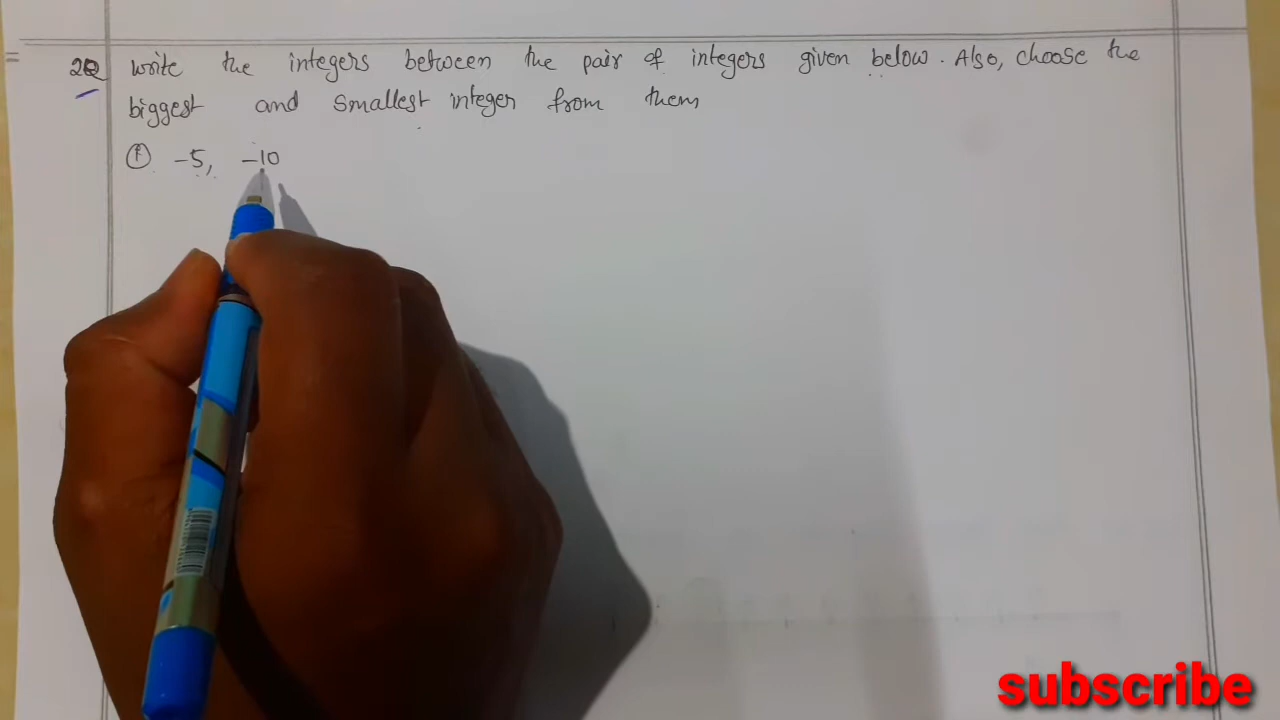 2Q Write the integers between the pair of integers given below. Also, choose the
biggest and smallest integer from them
(i) -5, -10
subscribe